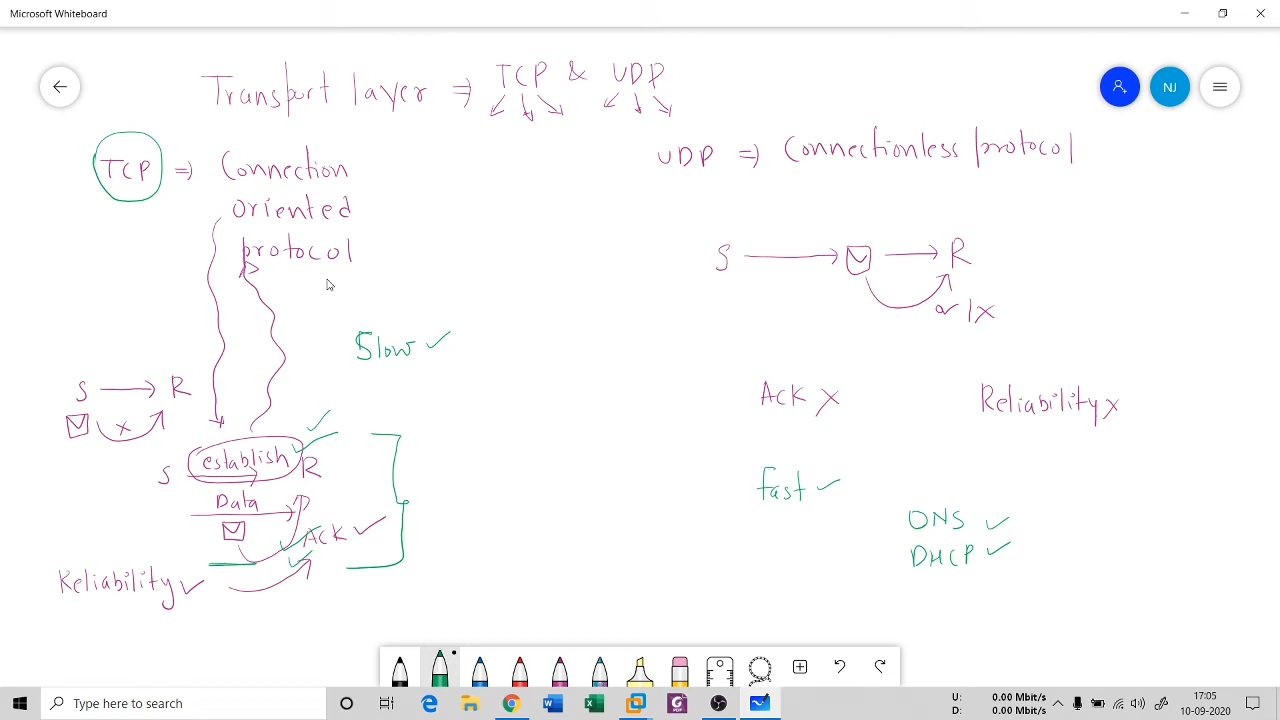 Microsoft Whiteboard
Transport layer ⇒ TCP & UDP
NJ
TCP ⇒ Connection
oriented
protocol
Slow ✓
S → R
x
S establish R
Data
ACK ✓
Reliability ✓
UDP ⇒ Connectionless protocol
S → → R
or / x
ACK x
Reliability x
fast ✓
DNS ✓
DHCP ✓
Type here to search
U: 0.00 Mbit/s
D: 0.00 Mbit/s
17:05
10-09-2020